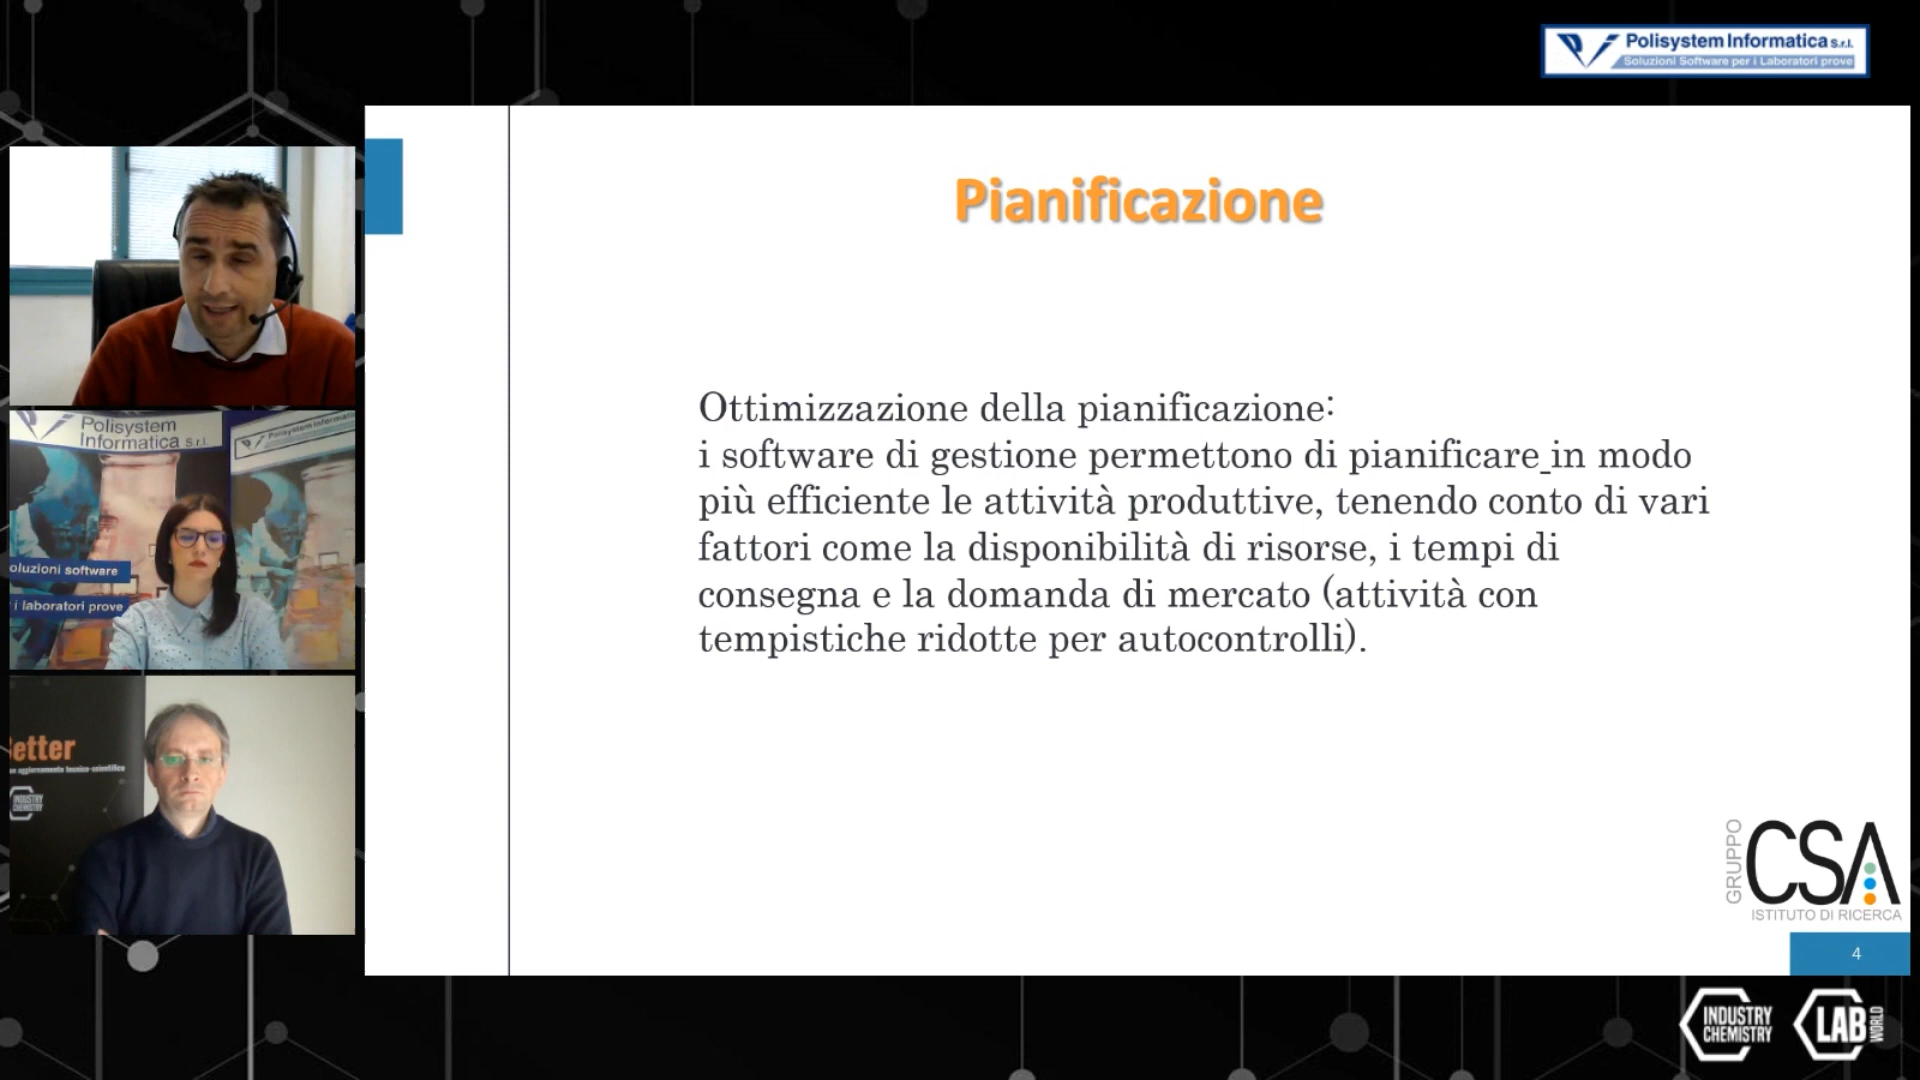 Polisystem Informatica s.r.l.
Soluzioni Software per i Laboratori prove
Pianificazione
Ottimizzazione della pianificazione:
i software di gestione permettono di pianificare in modo
più efficiente le attività produttive, tenendo conto di vari
fattori come la disponibilità di risorse, i tempi di
consegna e la domanda di mercato (attività con
tempistiche ridotte per autocontrolli).
Polisystem
Informatica s.r.l.
Polisystem Informatica
oluzioni software
i laboratori prove
etter
aggiornamento tecnico-scientifico
INDUSTRY
CHEMISTRY
GRUPPO
CSA
ISTITUTO DI RICERCA
4
INDUSTRY
CHEMISTRY
LAB
WORLD